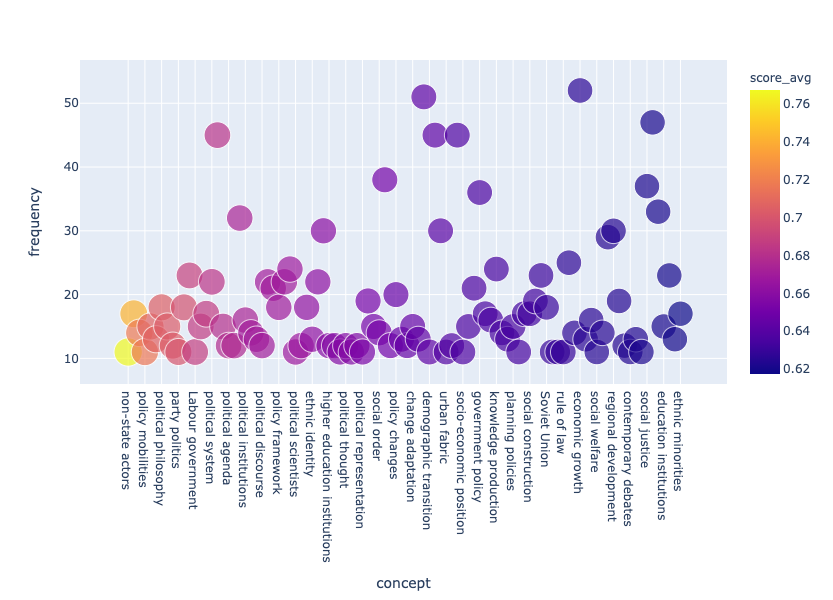 score_avg
0.76
0.74
0.72
0.7
0.68
0.66
0.64
0.62
frequency
50
40
30
20
10
non-state actors
policy mobilities
political philosophy
party politics
Labour government
political system
political agenda
political institutions
political discourse
policy framework
political scientists
ethnic identity
higher education institutions
political thought
political representation
social order
policy changes
change adaptation
demographic transition
urban fabric
socio-economic position
government policy
knowledge production
planning policies
social construction
Soviet Union
rule of law
economic growth
social welfare
regional development
contemporary debates
social justice
education institutions
ethnic minorities
concept